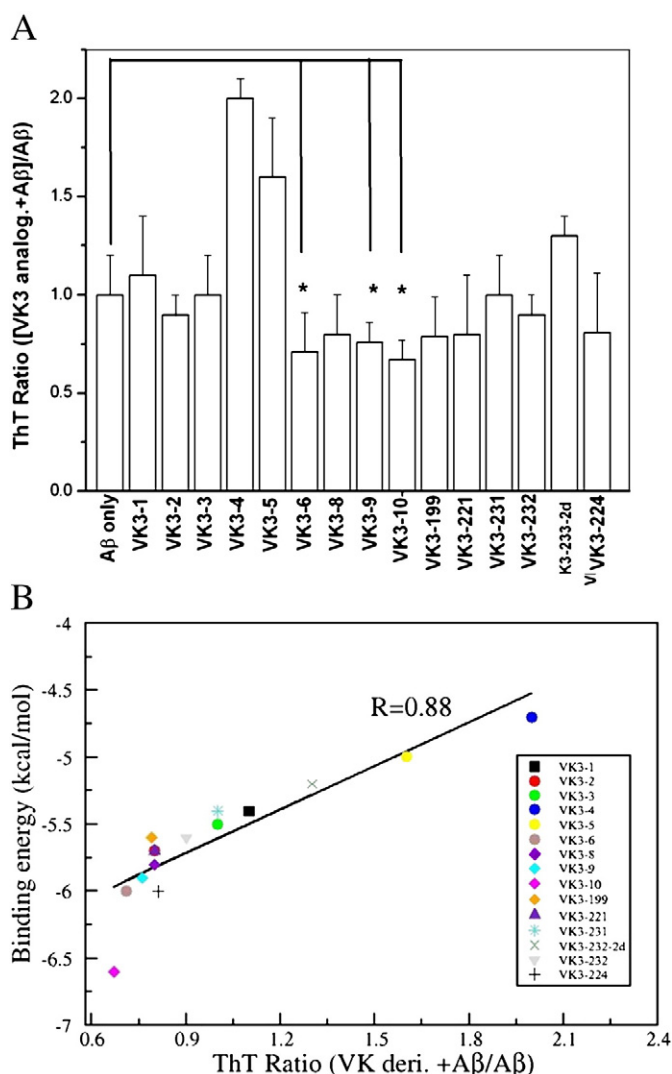 A
ThT Ratio ([VK3 analog.+Aβ]/Aβ)
2.0
1.5
1.0
0.5
0.0
* * *
Aβ only
VK3-1
VK3-2
VK3-3
VK3-4
VK3-5
VK3-6
VK3-8
VK3-9
VK3-10
VK3-199
VK3-221
VK3-231
VK3-232
K3-233-2d
VK3-224
B
Binding energy (kcal/mol)
-4
-4.5
-5
-5.5
-6
-6.5
-7
R=0.88
VK3-1
VK3-2
VK3-3
VK3-4
VK3-5
VK3-6
VK3-8
VK3-9
VK3-10
VK3-199
VK3-221
VK3-231
VK3-232-2d
VK3-232
VK3-224
0.6 0.9 1.2 1.5 1.8 2.1 2.4
ThT Ratio (VK deri. +Aβ/Aβ)